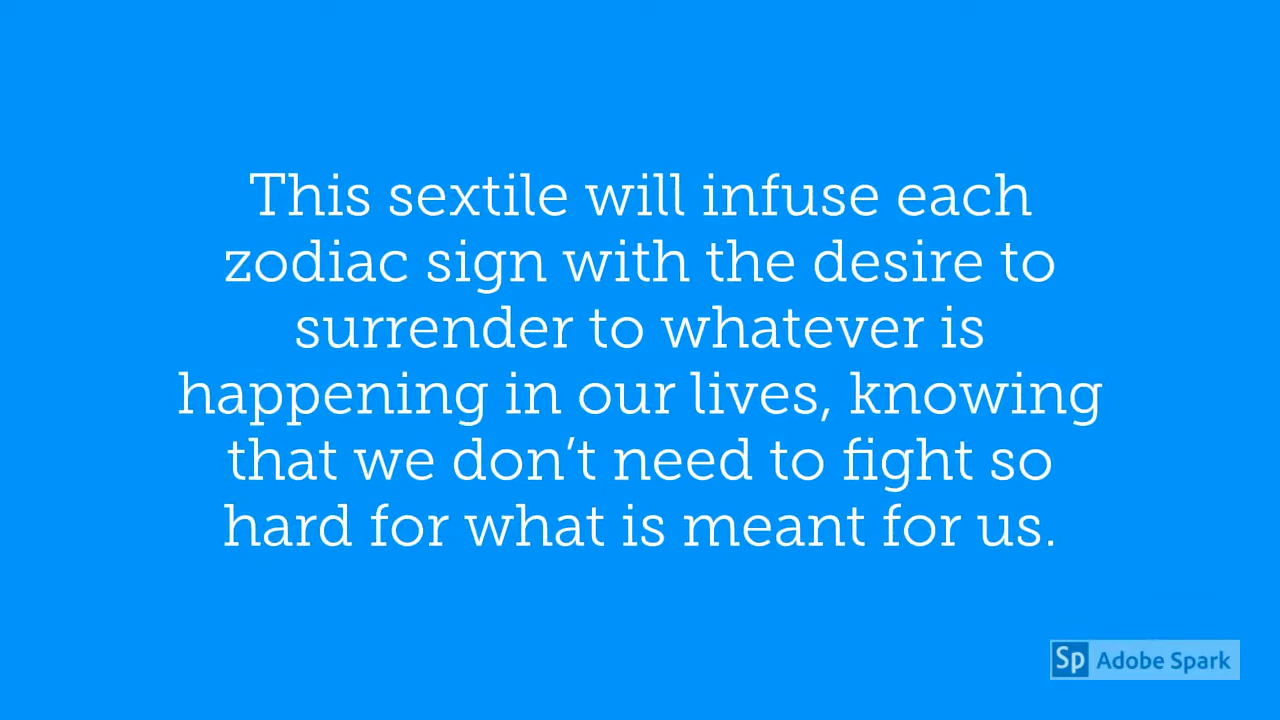 This sextile will infuse each
zodiac sign with the desire to
surrender to whatever is
happening in our lives, knowing
that we don’t need to fight so
hard for what is meant for us.
Sp Adobe Spark